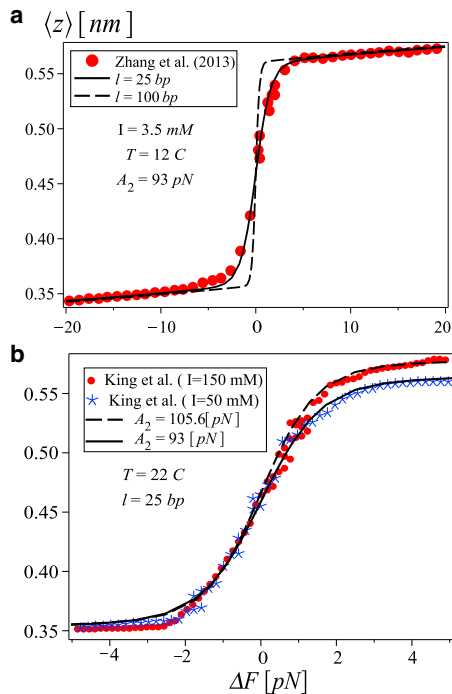 a
⟨z⟩ [ nm]
Zhang et al. (2013)
l = 25 bp
l = 100 bp
I = 3.5 mM
T = 12 C
A₂ = 93 pN
0.55
0.50
0.45
0.40
0.35
-20 -10 0 10 20
b
King et al. ( I=150 mM)
King et al. ( I=50 mM)
A₂ = 105.6[pN]
A₂ = 93 [pN]
T = 22 C
l = 25 bp
0.55
0.50
0.45
0.40
0.35
-4 -2 0 2 4
ΔF [pN]